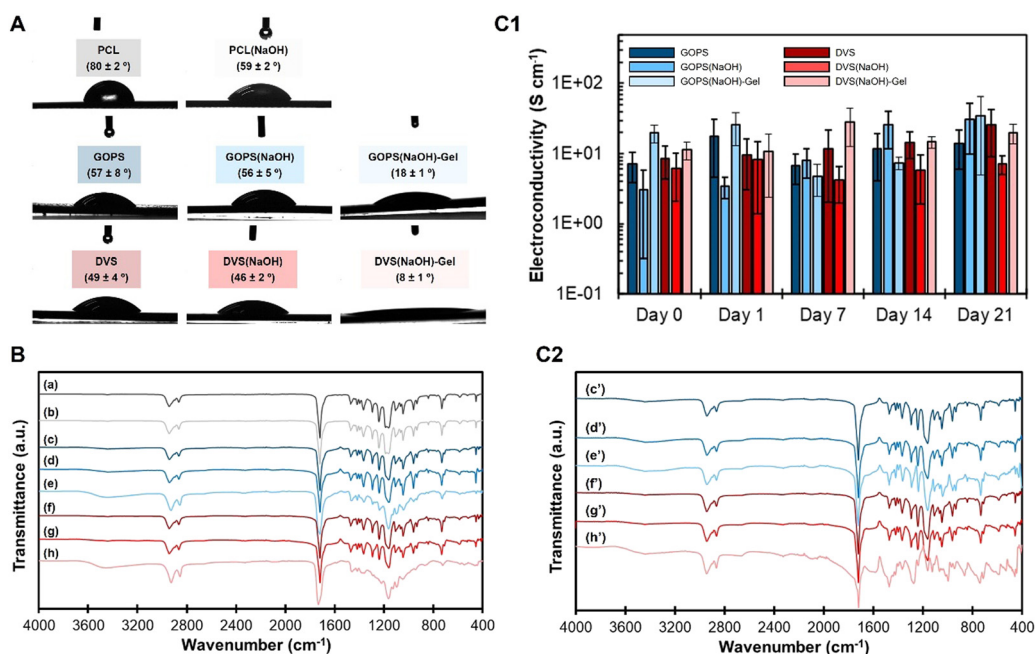 A
PCL
(80 ± 2 º)
PCL(NaOH)
(59 ± 2 º)
GOPS
(57 ± 8 º)
GOPS(NaOH)
(56 ± 5 º)
GOPS(NaOH)-Gel
(18 ± 1 º)
DVS
(49 ± 4 º)
DVS(NaOH)
(46 ± 2 º)
DVS(NaOH)-Gel
(8 ± 1 º)
C1
Electroconductivity (S cm⁻¹)
1E+02
1E+01
1E+00
1E-01
GOPS
GOPS(NaOH)
GOPS(NaOH)-Gel
DVS
DVS(NaOH)
DVS(NaOH)-Gel
Day 0 Day 1 Day 7 Day 14 Day 21
B
Transmittance (a.u.)
(a)
(b)
(c)
(d)
(e)
(f)
(g)
(h)
4000 3600 2800 2000 1600 1200 800 400
Wavenumber (cm⁻¹)
C2
Transmittance (a.u.)
(c')
(d')
(e')
(f')
(g')
(h')
4000 3600 2800 2000 1600 1200 800 400
Wavenumber (cm⁻¹)